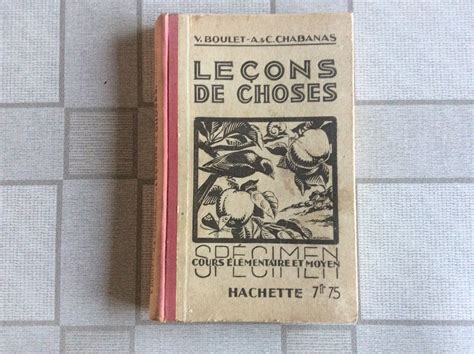 V. BOULET - A. & C. CHABANAS
LEÇONS
DE CHOSES
SPÉCIMEN
COURS ÉLÉMENTAIRE ET MOYEN
HACHETTE 7fr 75